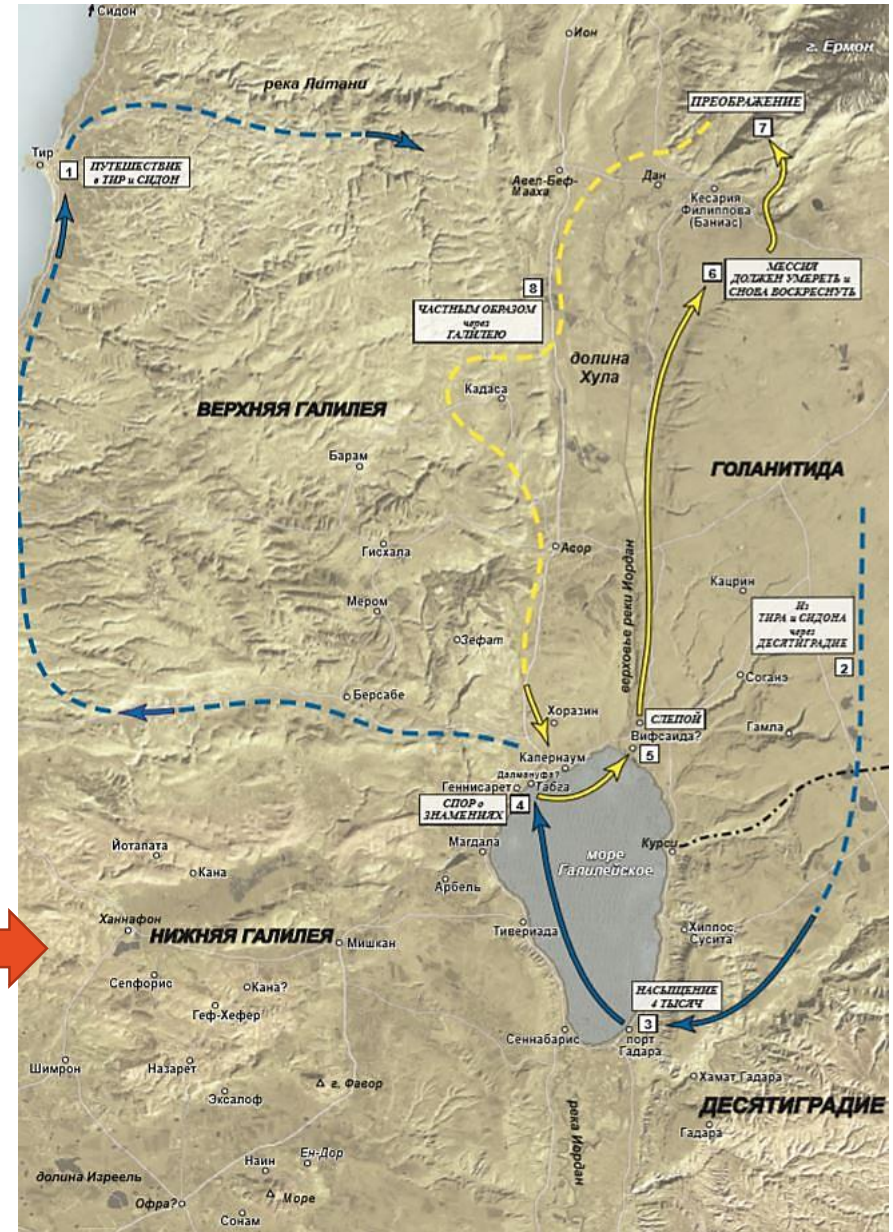 Сидон
Ион
г. Ермон
река Литани
ПРЕОБРАЖЕНИЕ
7
Тир
1
ПУТЕШЕСТВИЕ
в ТИР и СИДОН
Авел-Беф-
Мааха
Дан
Кесария
Филиппова
(Баниас)
6
МЕССИЯ
ДОЛЖЕН УМЕРЕТЬ и
СНОВА ВОСКРЕСНУТЬ
8
ЧАСТНЫМ ОБРАЗОМ
через
ГАЛИЛЕЮ
долина
Хула
Кадаса
ВЕРХНЯЯ ГАЛИЛЕЯ
Барам
ГОЛАНИТИДА
Гисхала
Асор
верховье реки Иордан
Кацрин
Мером
Из
ТИРА и СИДОНА
через
ДЕСЯТИГРАДИЕ
2
Зефат
Соганэ
Берсабе
Хоразин
СЛЕПОЙ
Вифсаида?
5
Гамла
Капернаум
Далмануфа?
Геннисарет
Табга
4
СПОР о
ЗНАМЕНИЯХ
Йотапата
Магдала
море
Галилейское
Курси
Кана
Арбель
Ханнафон
НИЖНЯЯ ГАЛИЛЕЯ
Мишкан
Тивериада
Хиппос,
Сусита
Сепфорис
Кана?
НАСЫЩЕНИЕ
4 ТЫСЯЧ
Геф-Хефер
3
Сеннабарис
порт
Гадара
Шимрон
Назарет
Хамат Гадара
г. Фавор
Эксалоф
ДЕСЯТИГРАДИЕ
река Иордан
Гадара
Ен-Дор
Наин
долина Изреель
Море
Офра?
Сонам